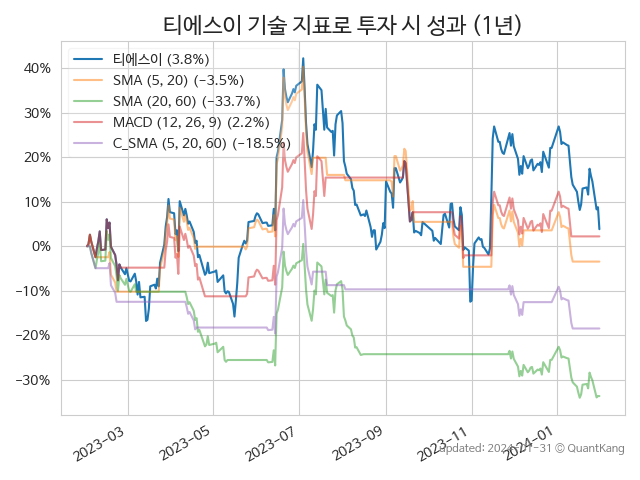 티에스이 기술 지표로 투자 시 성과 (1년)
티에스이 (3.8%)
SMA (5, 20) (−3.5%)
SMA (20, 60) (−33.7%)
MACD (12, 26, 9) (2.2%)
C_SMA (5, 20, 60) (−18.5%)
40%
30%
20%
10%
0%
−10%
−20%
−30%
2023−03
2023−05
2023−07
2023−09
2023−11
2024−01
updated: 2024-01-31 © QuantKang